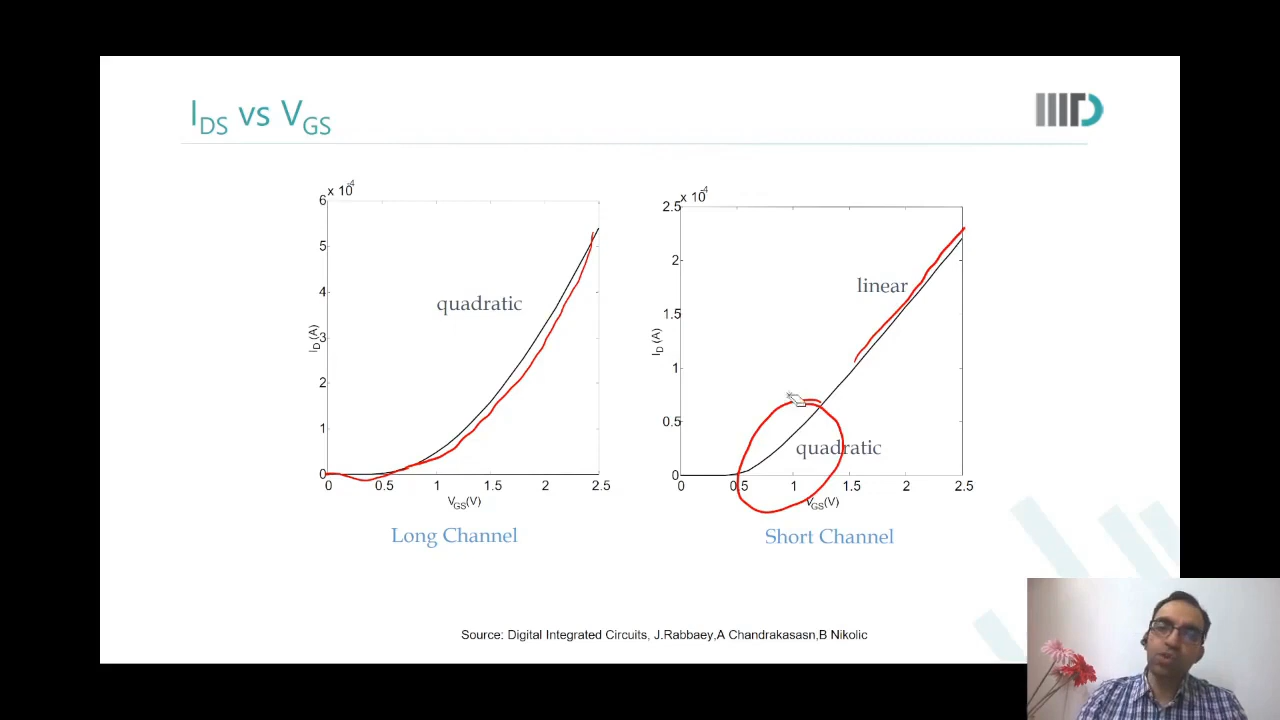 I_DS vs V_GS
IIITD
x 10^-4
6
5
4
3
2
1
0
I_D (A)
quadratic
0 0.5 1 1.5 2 2.5
V_GS(V)
Long Channel
x 10^-4
2.5
2
1.5
1
0.5
0
I_D (A)
linear
quadratic
0 0.5 1 1.5 2 2.5
V_GS(V)
Short Channel
Source: Digital Integrated Circuits, J.Rabbaey,A Chandrakasasn,B Nikolic